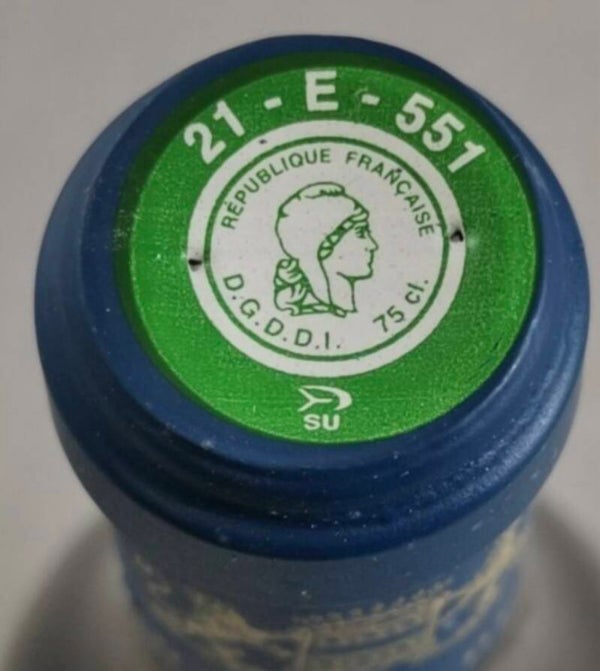 21 - E - 551
RÉPUBLIQUE FRANÇAISE
D.G.D.D.I. 75 cl.
SU